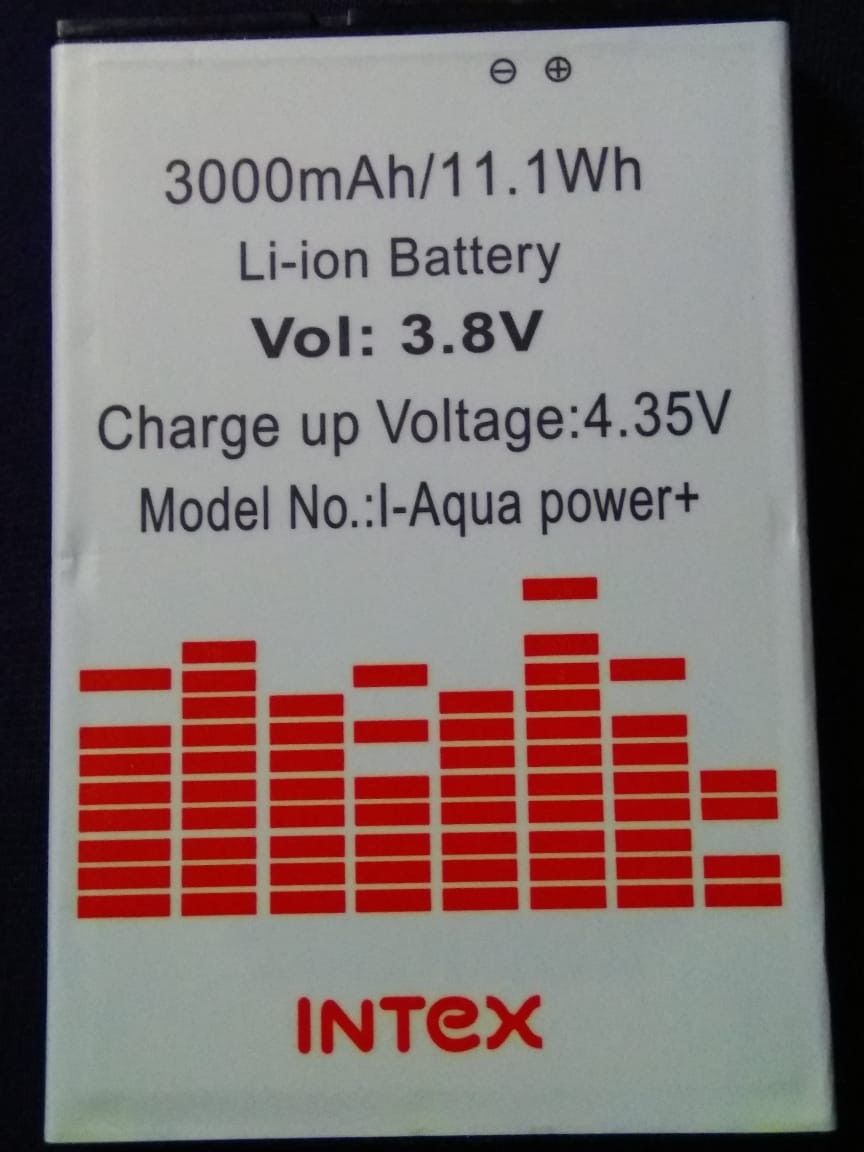 ⊖ ⊕
3000mAh/11.1Wh
Li-ion Battery
Vol: 3.8V
Charge up Voltage:4.35V
Model No.:I-Aqua power+
INTEX